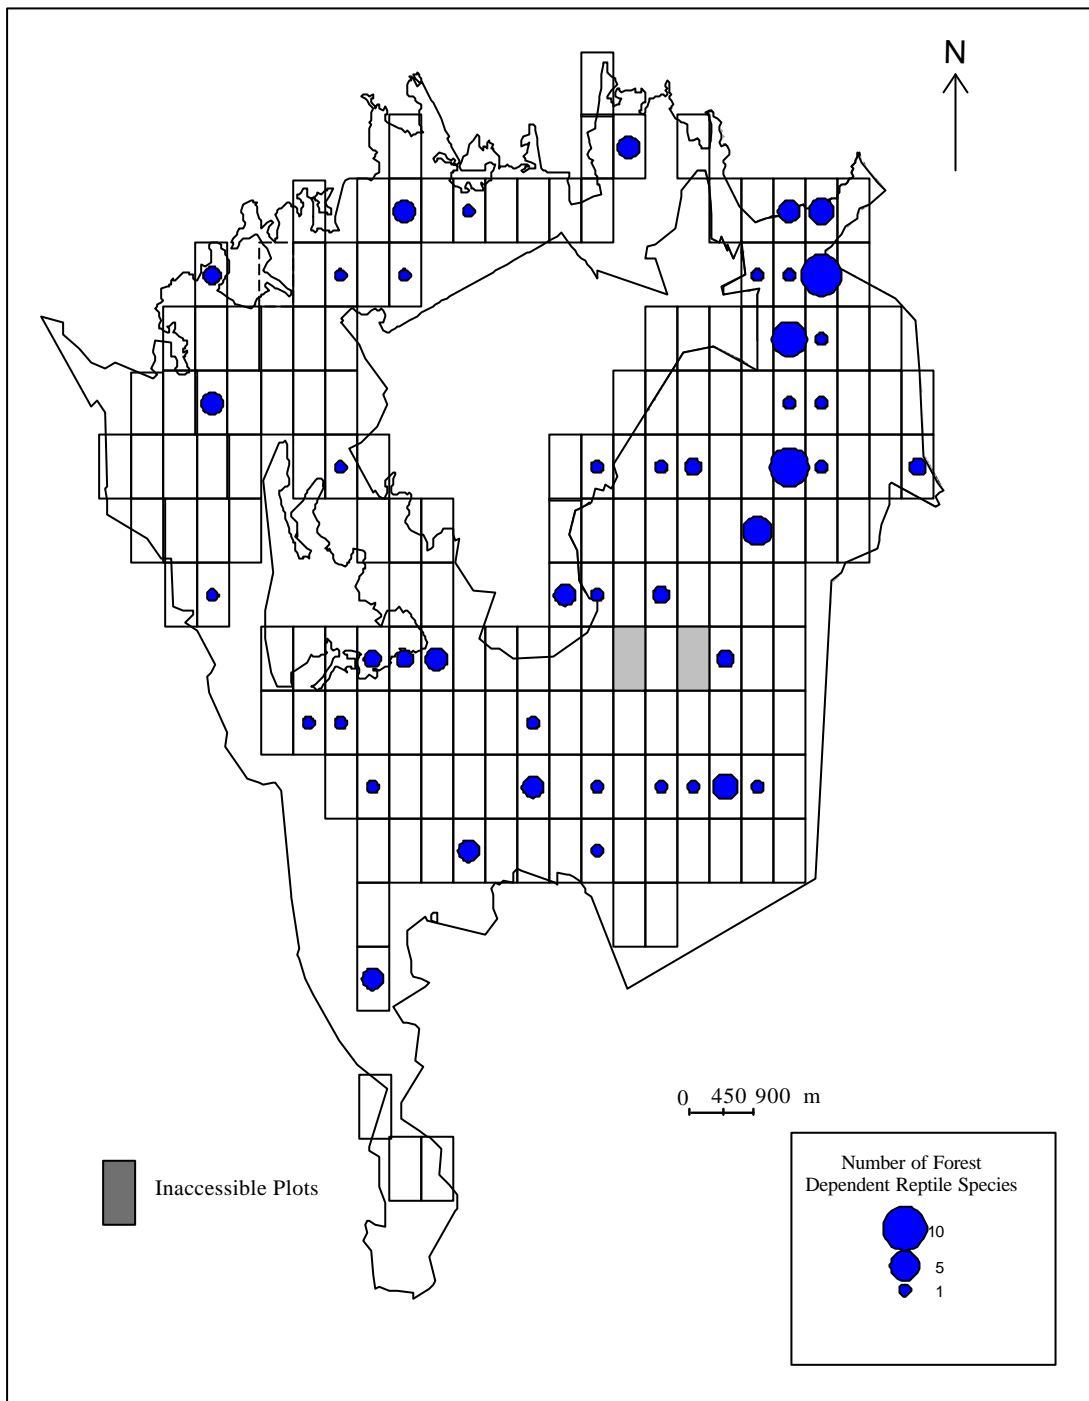 N
0 450 900 m
Inaccessible Plots
Number of Forest
Dependent Reptile Species
10
5
1